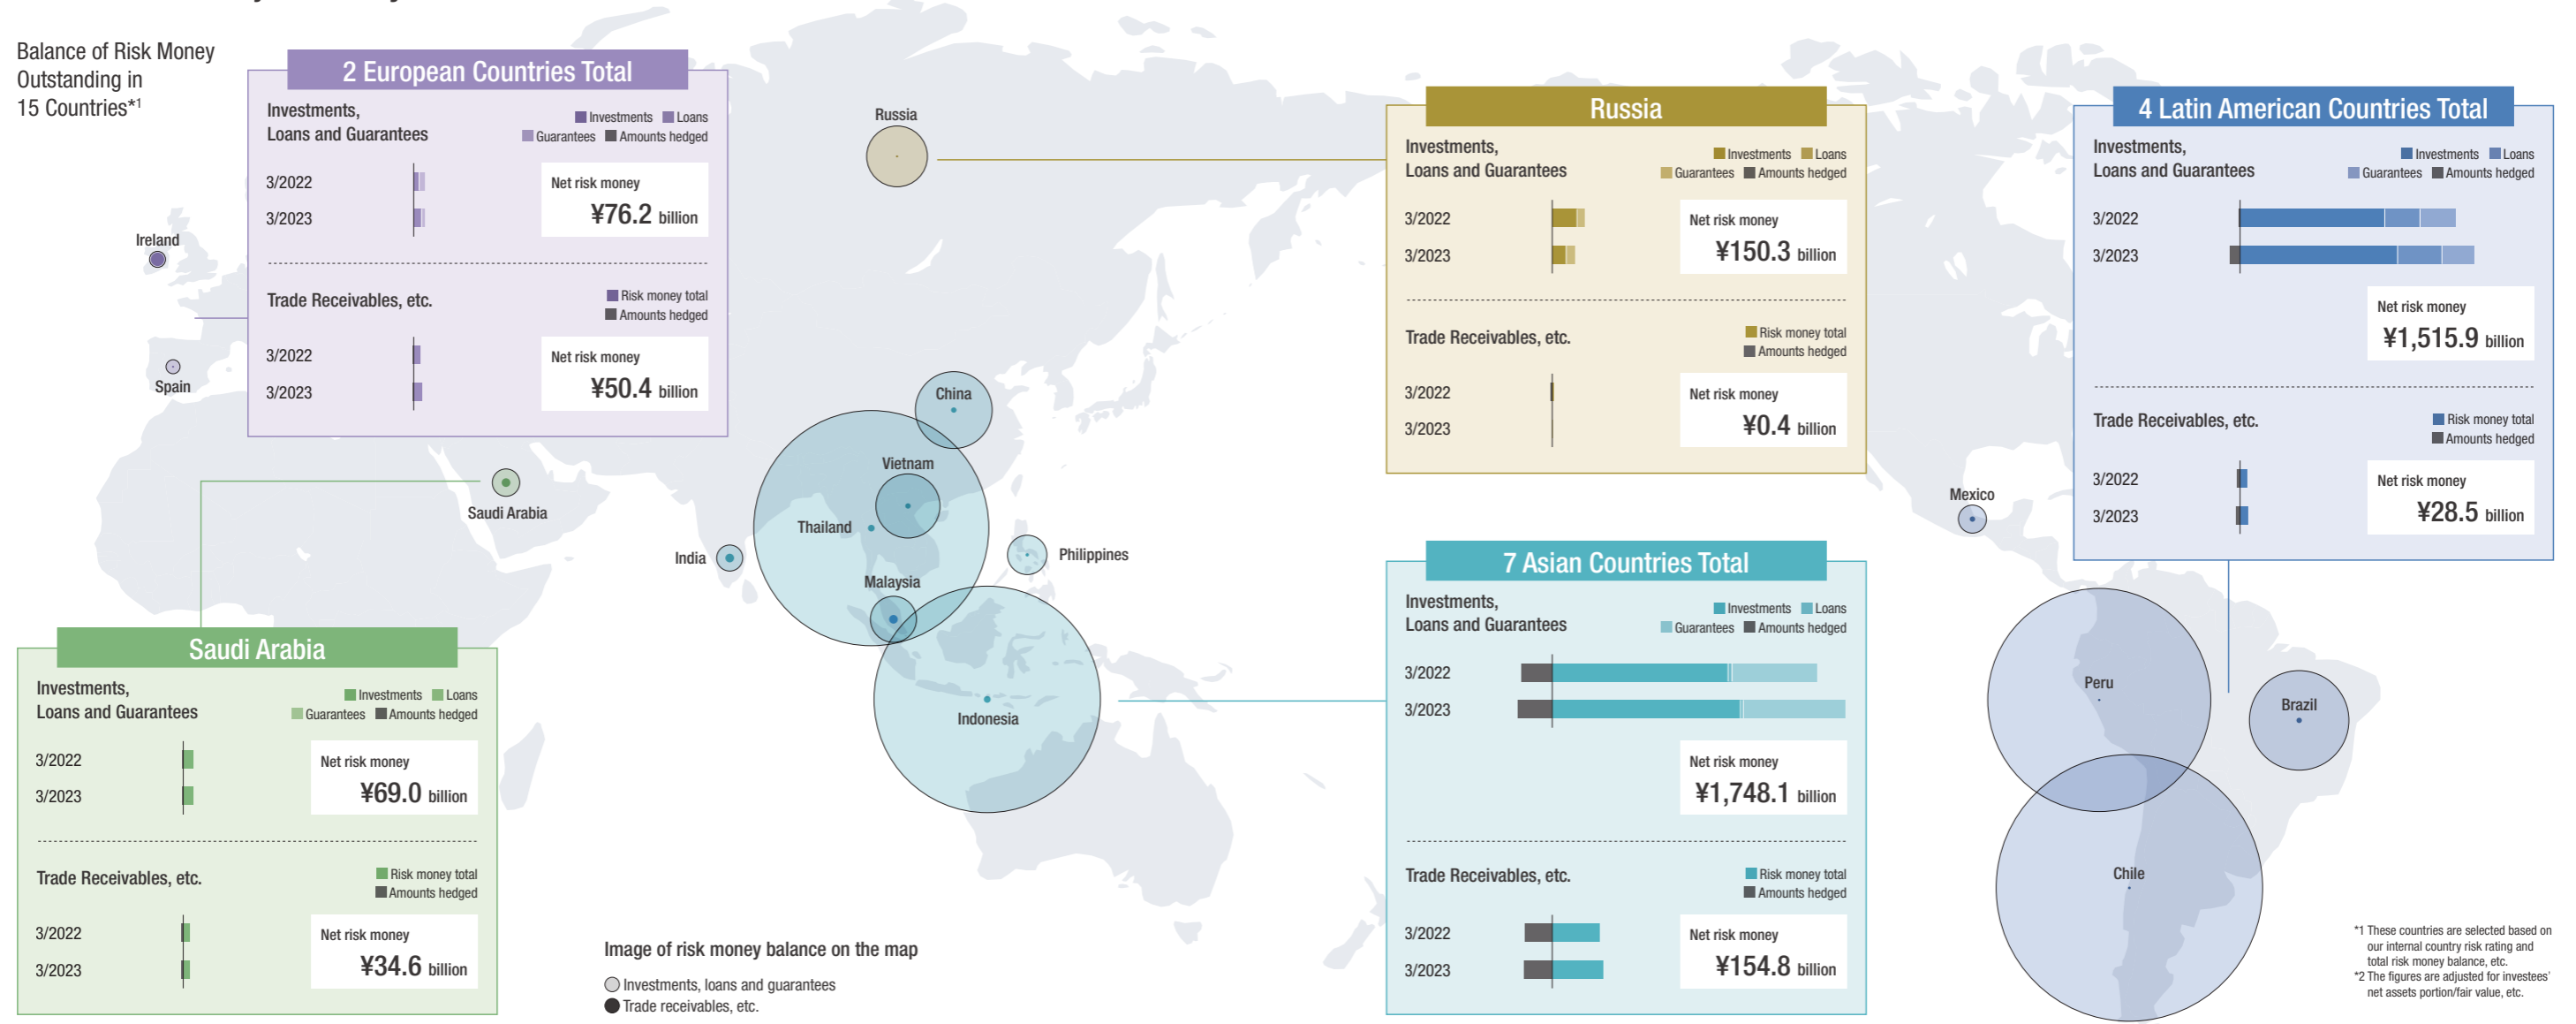 Balance of Risk Money
Outstanding in
15 Countries*1
2 European Countries Total
Investments,
Loans and Guarantees
Investments Loans
Guarantees Amounts hedged
3/2022
3/2023
Net risk money
¥76.2 billion
Trade Receivables, etc.
Risk money total
Amounts hedged
3/2022
3/2023
Net risk money
¥50.4 billion
Russia
Investments,
Loans and Guarantees
Investments Loans
Guarantees Amounts hedged
3/2022
3/2023
Net risk money
¥150.3 billion
Trade Receivables, etc.
Risk money total
Amounts hedged
3/2022
3/2023
Net risk money
¥0.4 billion
4 Latin American Countries Total
Investments,
Loans and Guarantees
Investments Loans
Guarantees Amounts hedged
3/2022
3/2023
Net risk money
¥1,515.9 billion
Trade Receivables, etc.
Risk money total
Amounts hedged
3/2022
3/2023
Net risk money
¥28.5 billion
Russia
Ireland
Spain
China
Vietnam
Thailand
Saudi Arabia
India
Philippines
Malaysia
Indonesia
Mexico
Peru
Brazil
Chile
Saudi Arabia
Investments,
Loans and Guarantees
Investments Loans
Guarantees Amounts hedged
3/2022
3/2023
Net risk money
¥69.0 billion
Trade Receivables, etc.
Risk money total
Amounts hedged
3/2022
3/2023
Net risk money
¥34.6 billion
7 Asian Countries Total
Investments,
Loans and Guarantees
Investments Loans
Guarantees Amounts hedged
3/2022
3/2023
Net risk money
¥1,748.1 billion
Trade Receivables, etc.
Risk money total
Amounts hedged
3/2022
3/2023
Net risk money
¥154.8 billion
Image of risk money balance on the map
Investments, loans and guarantees
Trade receivables, etc.
*1 These countries are selected based on
our internal country risk rating and
total risk money balance, etc.
*2 The figures are adjusted for investees'
net assets portion/fair value, etc.